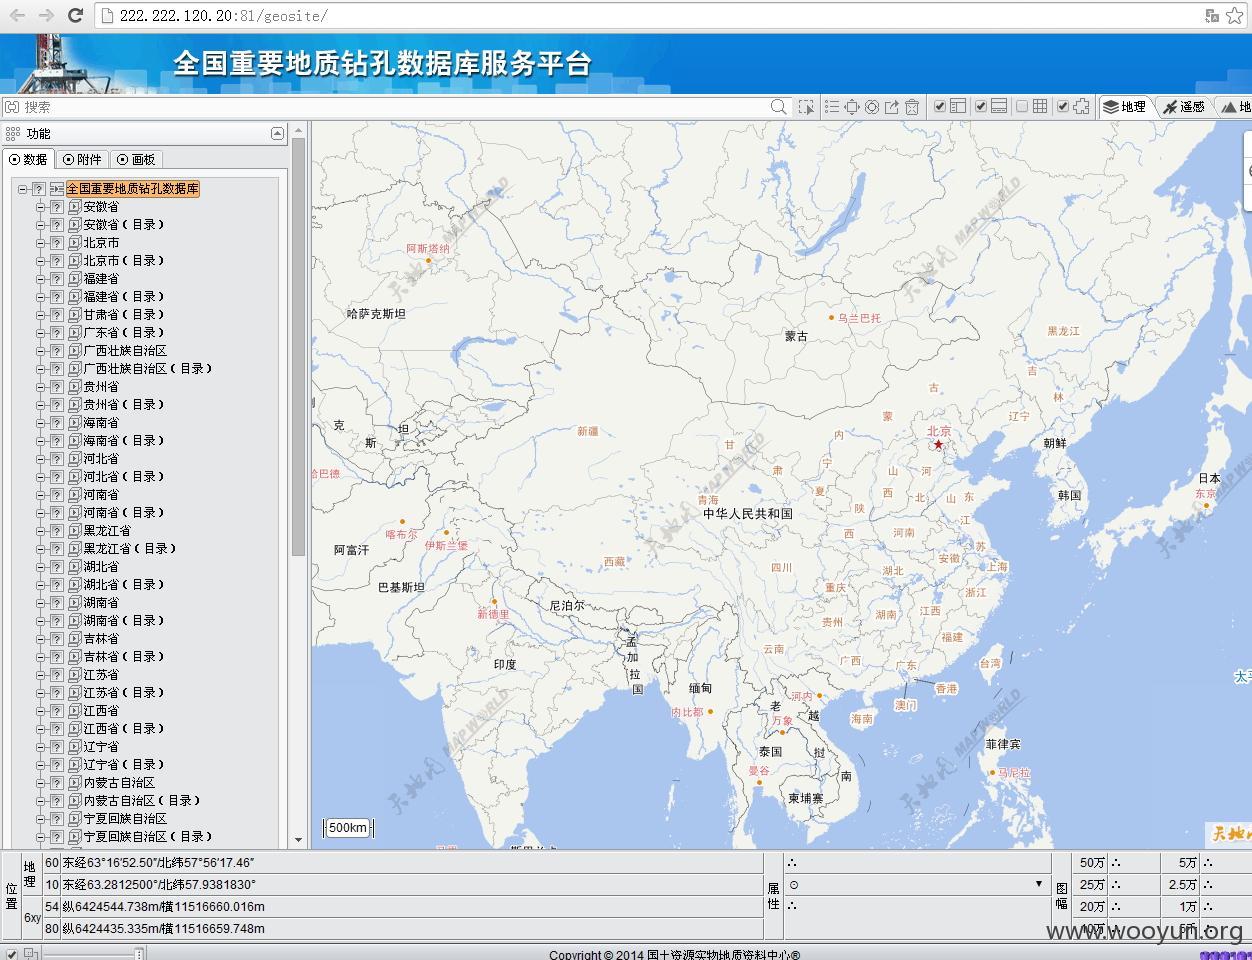 222.222.120.20:81/geosite/
全国重要地质钻孔数据库服务平台
搜索
地理
遥感
地
功能
数据
附件
画板
全国重要地质钻孔数据库
安徽省
安徽省(目录)
北京市
北京市(目录)
福建省
福建省(目录)
甘肃省(目录)
广东省(目录)
广西壮族自治区
广西壮族自治区(目录)
贵州省
贵州省(目录)
海南省
海南省(目录)
河北省
河北省(目录)
河南省
河南省(目录)
黑龙江省
黑龙江省(目录)
湖北省
湖北省(目录)
湖南省
湖南省(目录)
吉林省
吉林省(目录)
江苏省
江苏省(目录)
江西省
江西省(目录)
辽宁省
辽宁省(目录)
内蒙古自治区
内蒙古自治区(目录)
宁夏回族自治区
宁夏回族自治区(目录)
阿斯塔纳
哈萨克斯坦
乌兰巴托
蒙古
黑龙江
吉林
辽宁
内蒙古
北京
朝鲜
韩国
日本
东京
克
斯
坦
新疆
哈巴德
甘肃
青海
宁夏
中华人民共和国
山西
河北
山东
陕西
河南
江苏
安徽
上海
喀布尔
伊斯兰堡
阿富汗
巴基斯坦
西藏
四川
重庆
湖北
浙江
新德里
尼泊尔
孟加拉国
印度
贵州
湖南
江西
福建
云南
广西
广东
台湾
香港
澳门
海南
缅甸
内比都
河内
老挝
万象
越南
泰国
曼谷
柬埔寨
菲律宾
马尼拉
太平
天地图 MAP WORLD
天地图 MAP WORLD
天地图 MAP WORLD
天地图
天地图 MAP WORLD
天地图 MAP WORLD
500km
位置
地理
60 东经63°16′52.50″/北纬57°56′17.46″
10 东经63.2812500°/北纬57.9381830°
6xy
54 纵6424544.738m/横11516660.016m
80 纵6424435.335m/横11516659.748m
属性
图幅
50万
5万
25万
2.5万
20万
1万
10万
www.wooyun.org
Copyright © 2014 国土资源实物地质资料中心®